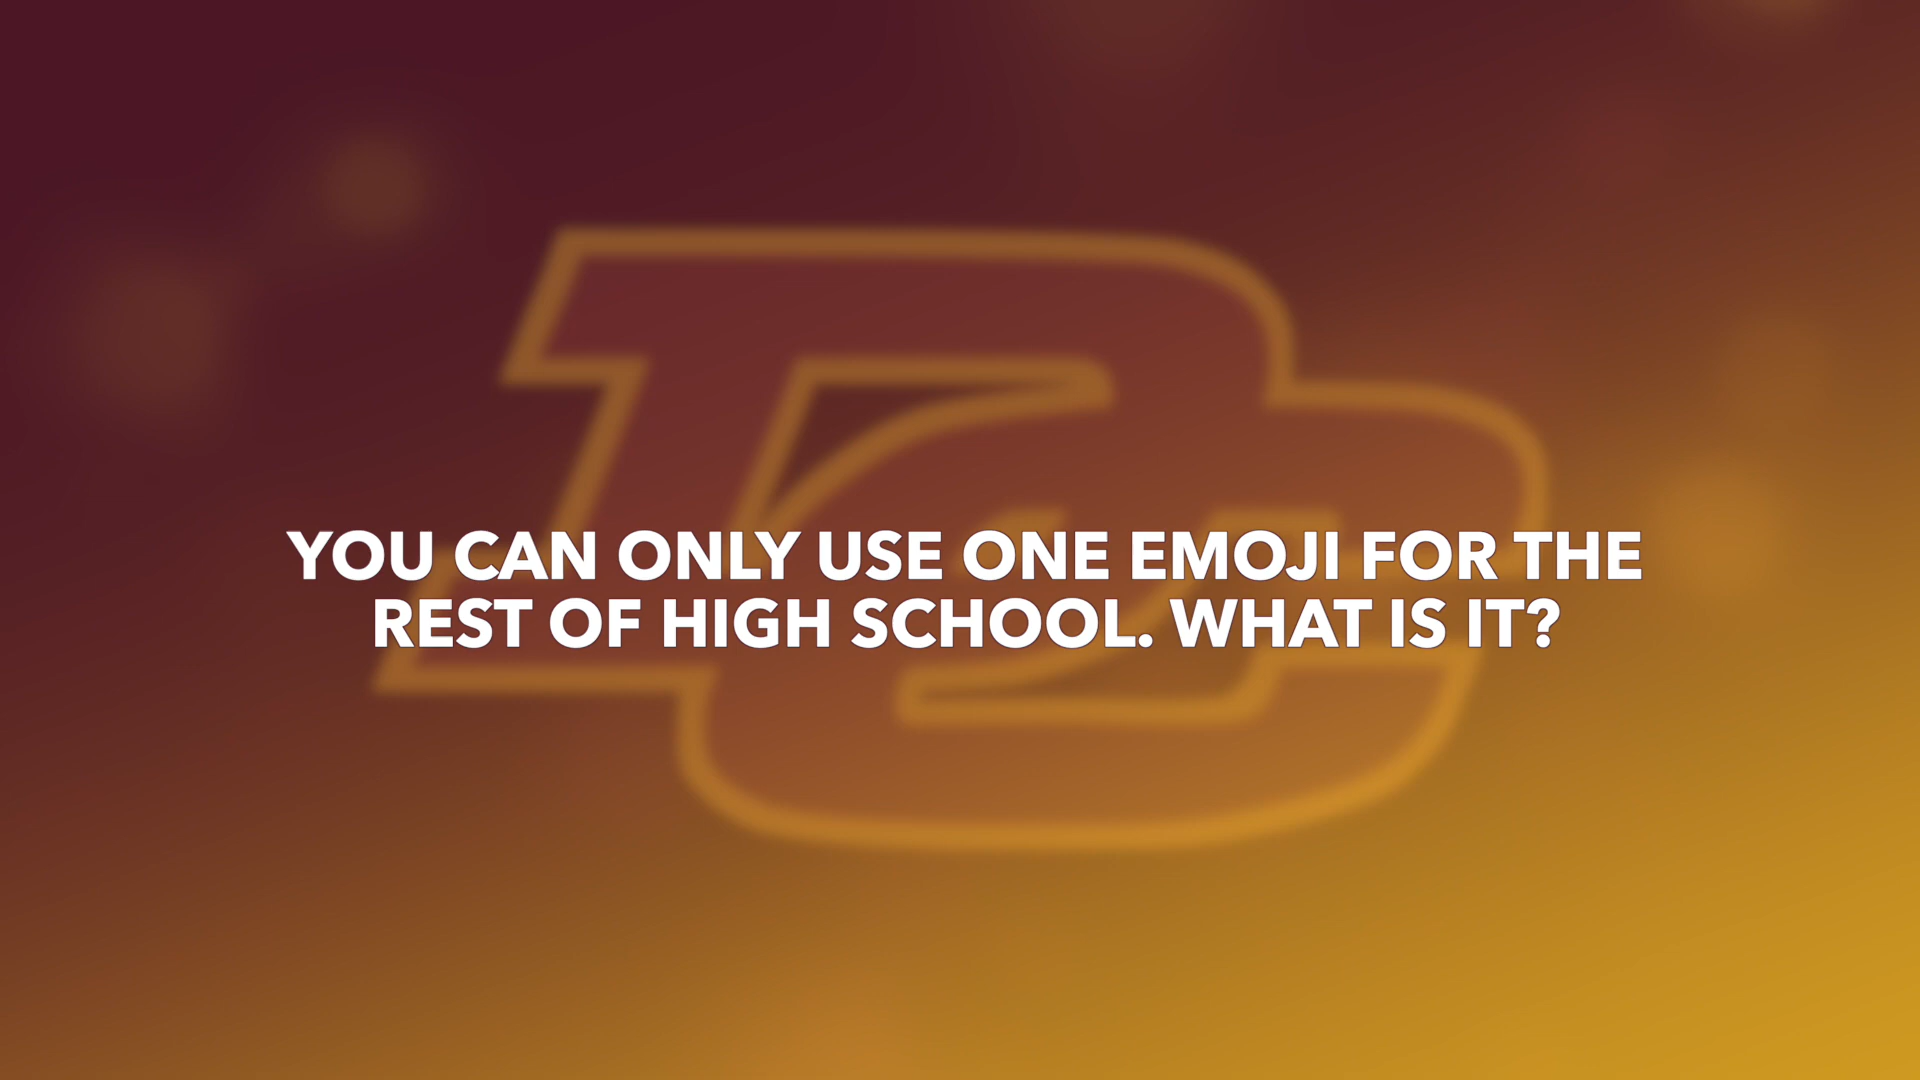 YOU CAN ONLY USE ONE EMOJI FOR THE
REST OF HIGH SCHOOL. WHAT IS IT?